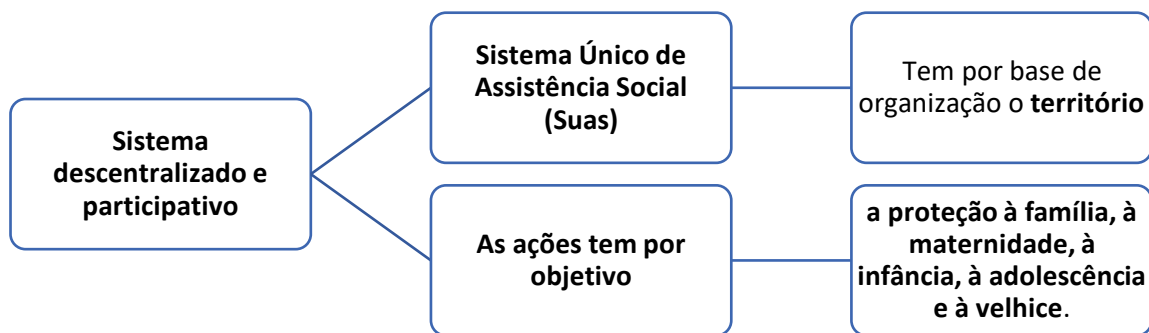 Sistema
descentralizado e
participativo
Sistema Único de
Assistência Social
(Suas)
Tem por base de
organização o território
As ações tem por
objetivo
a proteção à família, à
maternidade, à
infância, à adolescência
e à velhice.